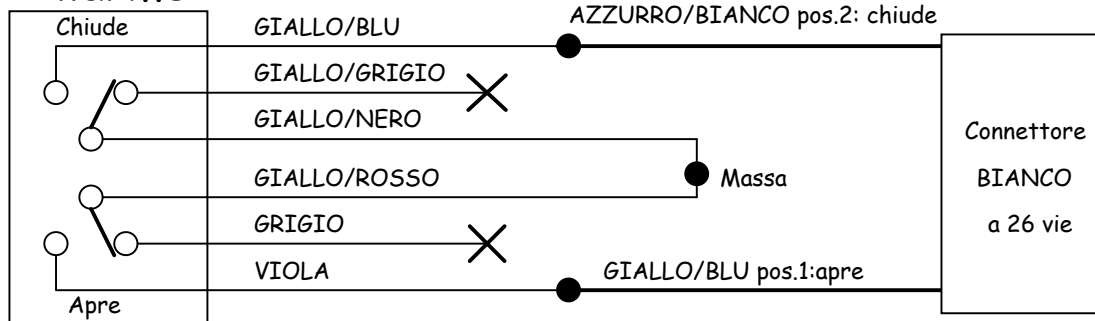 Chiude
GIALLO/BLU
AZZURRO/BIANCO pos.2: chiude
GIALLO/GRIGIO
GIALLO/NERO
Connettore
GIALLO/ROSSO
Massa
BIANCO
GRIGIO
a 26 vie
VIOLA
GIALLO/BLU pos.1:apre
Apre